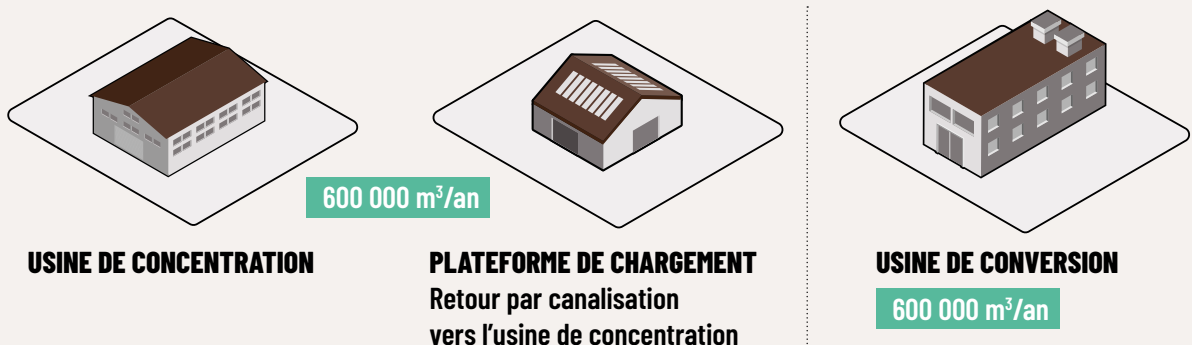 600 000 m³/an
USINE DE CONCENTRATION
PLATEFORME DE CHARGEMENT
Retour par canalisation
vers l’usine de concentration
USINE DE CONVERSION
600 000 m³/an